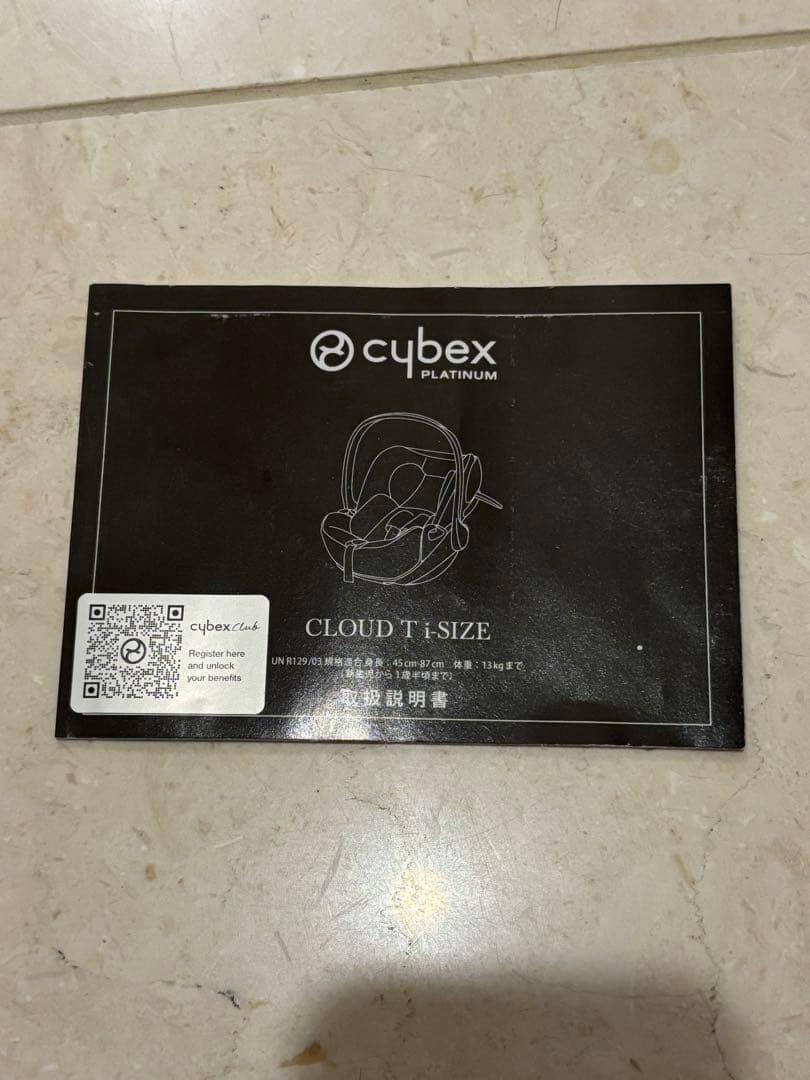 cybex
PLATINUM
CLOUD T i-SIZE
UN R129/03 規格適合 身長：45cm-87cm 体重：13kgまで
（新生児から1歳半頃まで）
取扱説明書
cybex Club
Register here
and unlock
your benefits